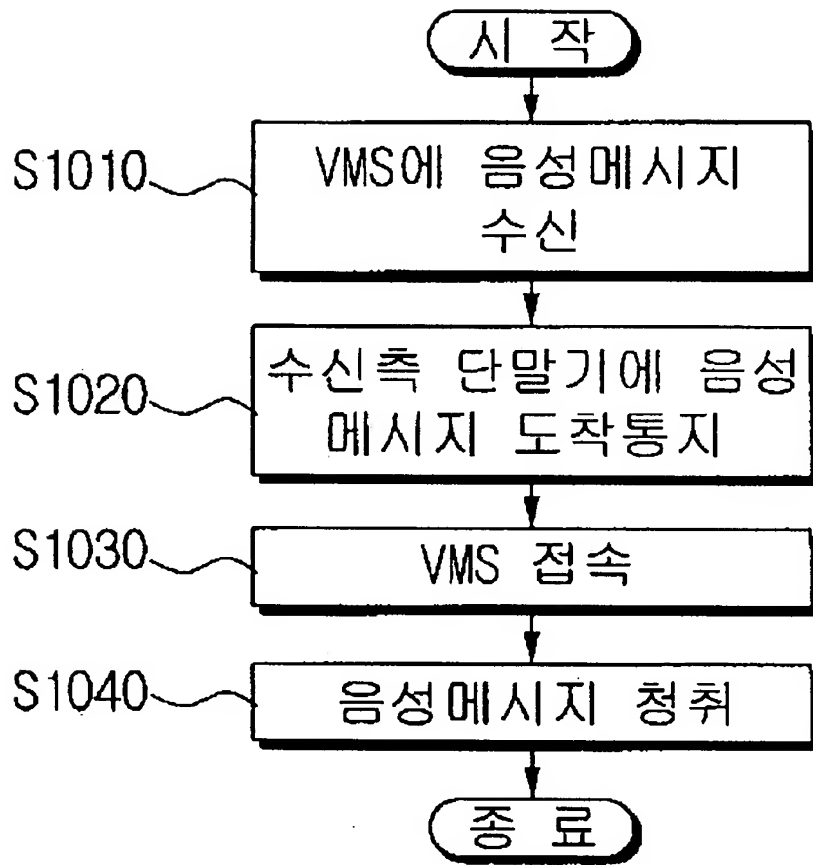 시 작
S1010
VMS에 음성메시지
수신
S1020
수신측 단말기에 음성
메시지 도착통지
S1030
VMS 접속
S1040
음성메시지 청취
종 료